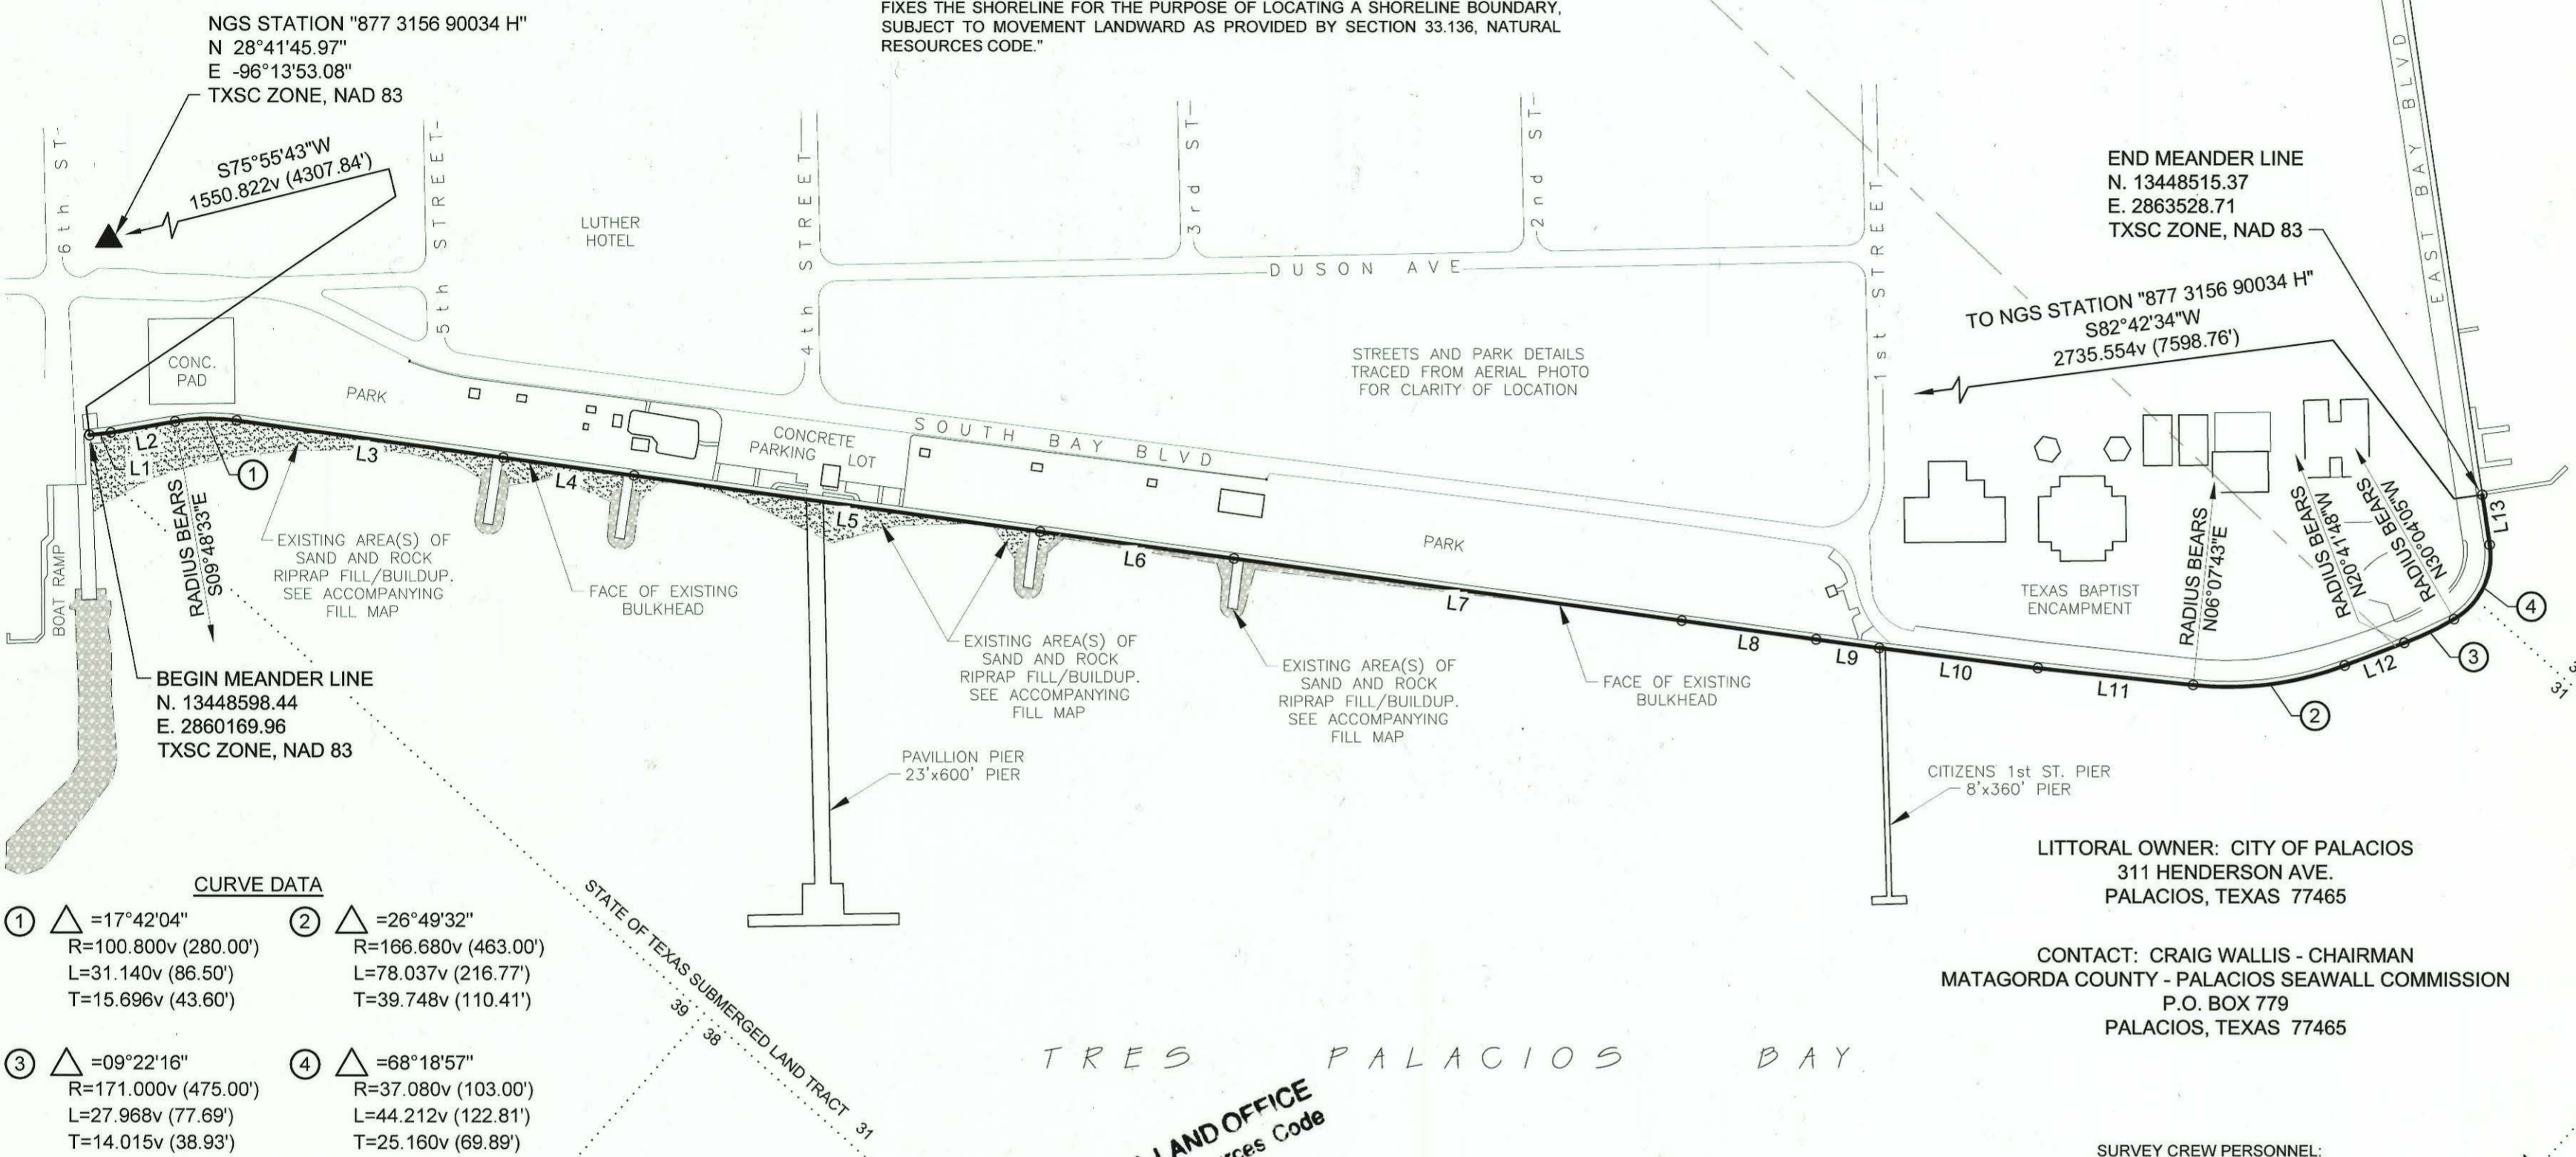 FIXES THE SHORELINE FOR THE PURPOSE OF LOCATING A SHORELINE BOUNDARY,
SUBJECT TO MOVEMENT LANDWARD AS PROVIDED BY SECTION 33.136, NATURAL
RESOURCES CODE."
NGS STATION "877 3156 90034 H"
N 28°41'45.97"
E -96°13'53.08"
TXSC ZONE, NAD 83
S75°55'43"W
1550.822v (4307.84')
6th ST
5th STREET
4th STREET
3rd ST
2nd ST
1st STREET
EAST BAY BLVD
LUTHER
HOTEL
DUSON AVE
END MEANDER LINE
N. 13448515.37
E. 2863528.71
TXSC ZONE, NAD 83
TO NGS STATION "877 3156 90034 H"
S82°42'34"W
2735.554v (7598.76')
STREETS AND PARK DETAILS
TRACED FROM AERIAL PHOTO
FOR CLARITY OF LOCATION
CONC.
PAD
PARK
CONCRETE
PARKING LOT
SOUTH BAY BLVD
PARK
TEXAS BAPTIST
ENCAMPMENT
L1
L2
1
L3
L4
L5
L6
L7
L8
L9
L10
L11
2
L12
3
4
L13
RADIUS BEARS
S09°48'33"E
RADIUS BEARS
N06°07'43"E
RADIUS BEARS
N20°41'48"W
RADIUS BEARS
N30°04'05"W
BOAT RAMP
EXISTING AREA(S) OF
SAND AND ROCK
RIPRAP FILL/BUILDUP.
SEE ACCOMPANYING
FILL MAP
FACE OF EXISTING
BULKHEAD
EXISTING AREA(S) OF
SAND AND ROCK
RIPRAP FILL/BUILDUP.
SEE ACCOMPANYING
FILL MAP
EXISTING AREA(S) OF
SAND AND ROCK
RIPRAP FILL/BUILDUP.
SEE ACCOMPANYING
FILL MAP
FACE OF EXISTING
BULKHEAD
BEGIN MEANDER LINE
N. 13448598.44
E. 2860169.96
TXSC ZONE, NAD 83
PAVILLION PIER
23'x600' PIER
CITIZENS 1st ST. PIER
8'x360' PIER
31
LITTORAL OWNER: CITY OF PALACIOS
311 HENDERSON AVE.
PALACIOS, TEXAS 77465
CONTACT: CRAIG WALLIS - CHAIRMAN
MATAGORDA COUNTY - PALACIOS SEAWALL COMMISSION
P.O. BOX 779
PALACIOS, TEXAS 77465
CURVE DATA
1 △ =17°42'04"
R=100.800v (280.00')
L=31.140v (86.50')
T=15.696v (43.60')
2 △ =26°49'32"
R=166.680v (463.00')
L=78.037v (216.77')
T=39.748v (110.41')
3 △ =09°22'16"
R=171.000v (475.00')
L=27.968v (77.69')
T=14.015v (38.93')
4 △ =68°18'57"
R=37.080v (103.00')
L=44.212v (122.81')
T=25.160v (69.89')
STATE OF TEXAS SUBMERGED LAND TRACT
39
38
31
TRES PALACIOS BAY
LAND OFFICE
Code
SURVEY CREW PERSONNEL: